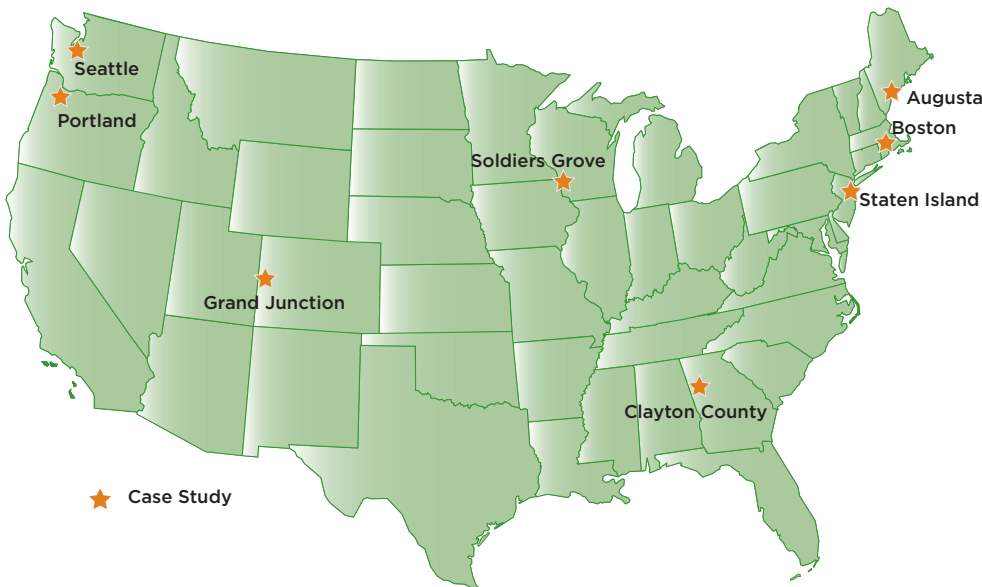 Seattle
Portland
Augusta
Boston
Soldiers Grove
Staten Island
Grand Junction
Clayton County
Case Study